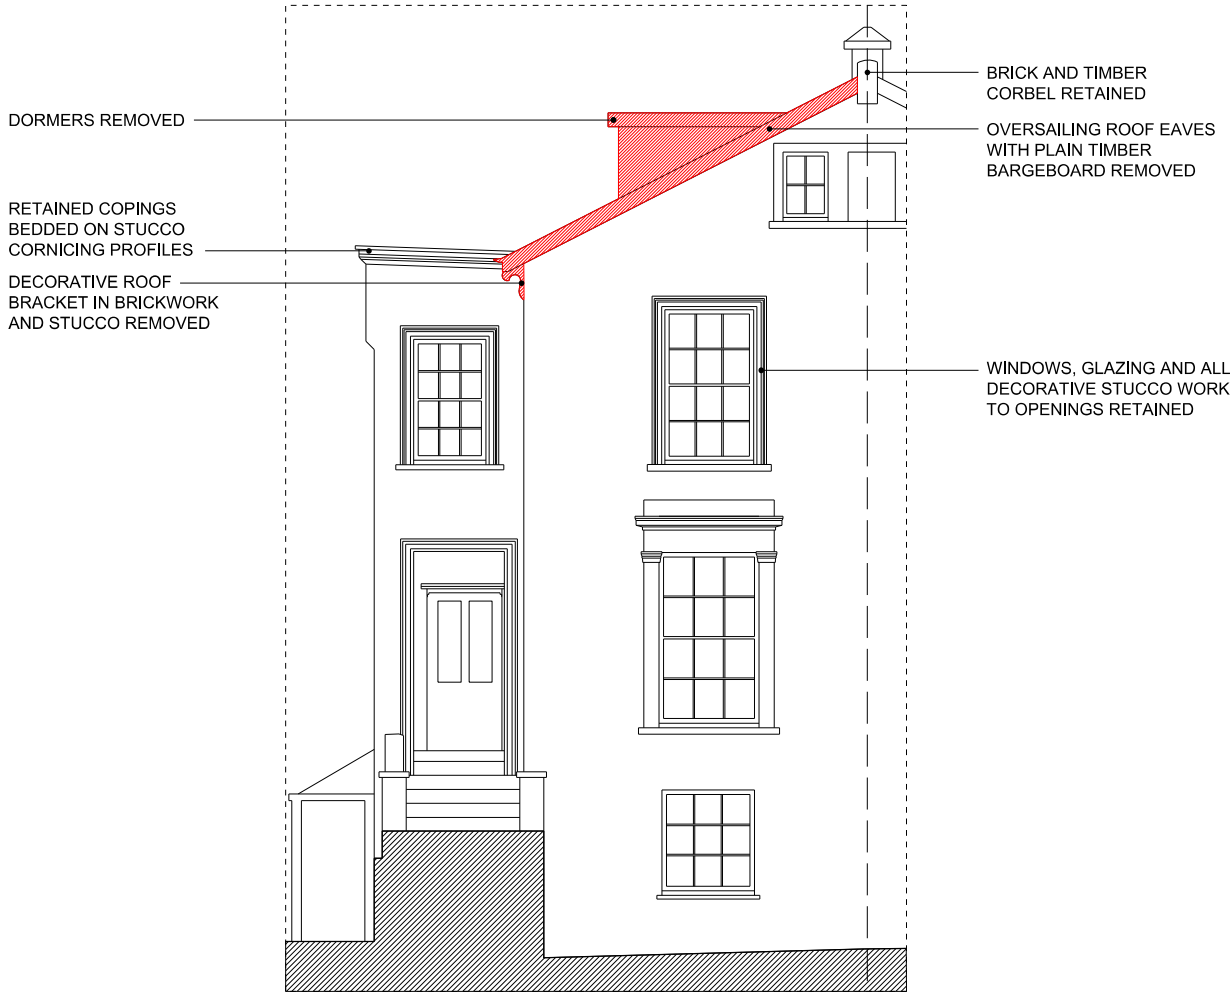 DORMERS REMOVED
RETAINED COPINGS
BEDDED ON STUCCO
CORNICING PROFILES
DECORATIVE ROOF
BRACKET IN BRICKWORK
AND STUCCO REMOVED
BRICK AND TIMBER
CORBEL RETAINED
OVERSAILING ROOF EAVES
WITH PLAIN TIMBER
BARGEBOARD REMOVED
WINDOWS, GLAZING AND ALL
DECORATIVE STUCCO WORK
TO OPENINGS RETAINED